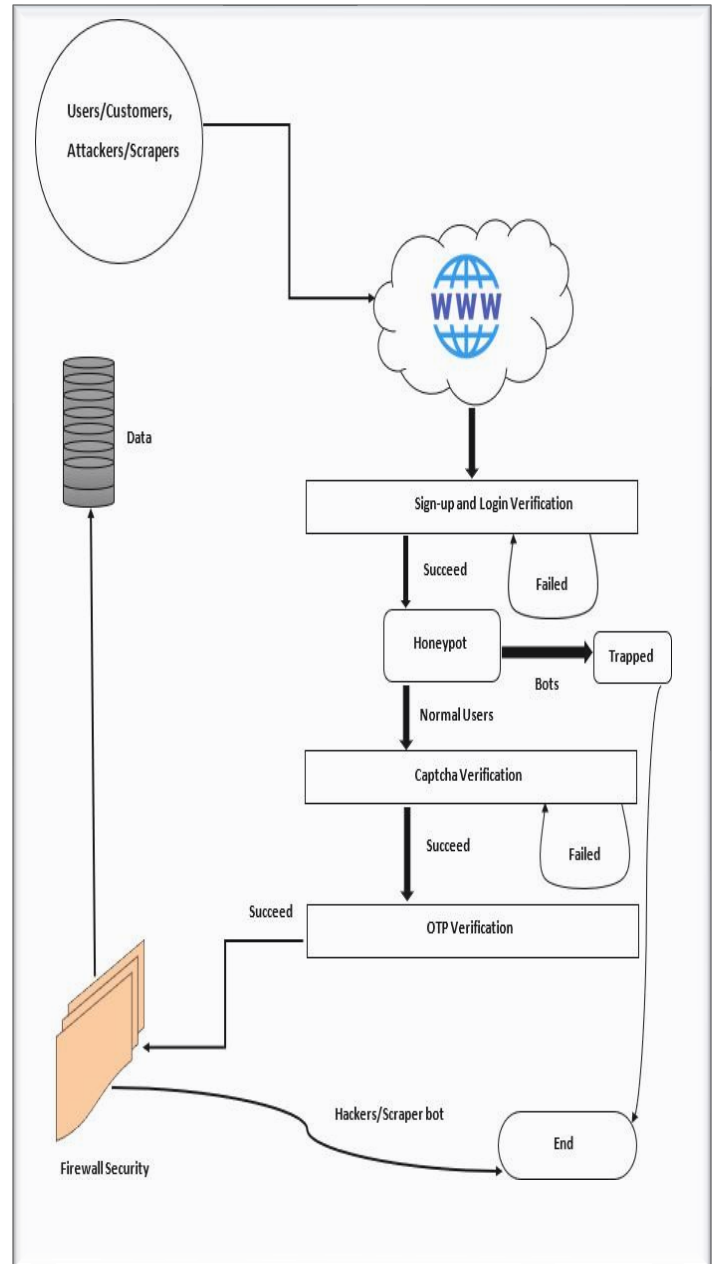 Users/Customers,
Attackers/Scrapers
WWW
Data
Sign-up and Login Verification
Succeed
Failed
Honeypot
Trapped
Bots
Normal Users
Captcha Verification
Succeed
Failed
Succeed
OTP Verification
Hackers/Scraper bot
End
Firewall Security